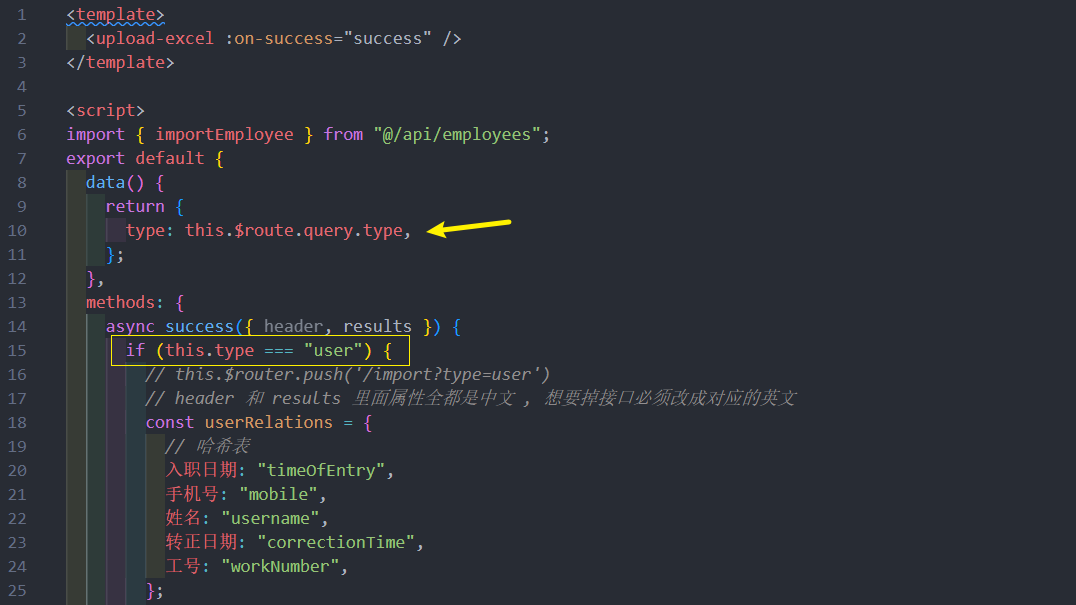 1 <template>
2 <upload-excel :on-success="success" />
3 </template>
4
5 <script>
6 import { importEmployee } from "@/api/employees";
7 export default {
8 data() {
9 return {
10 type: this.$route.query.type,
11 };
12 },
13 methods: {
14 async success({ header, results }) {
15 if (this.type === "user") {
16 // this.$router.push('/import?type=user')
17 // header 和 results 里面属性全都是中文 , 想要掉接口必须改成对应的英文
18 const userRelations = {
19 // 哈希表
20 入职日期: "timeOfEntry",
21 手机号: "mobile",
22 姓名: "username",
23 转正日期: "correctionTime",
24 工号: "workNumber",
25 };